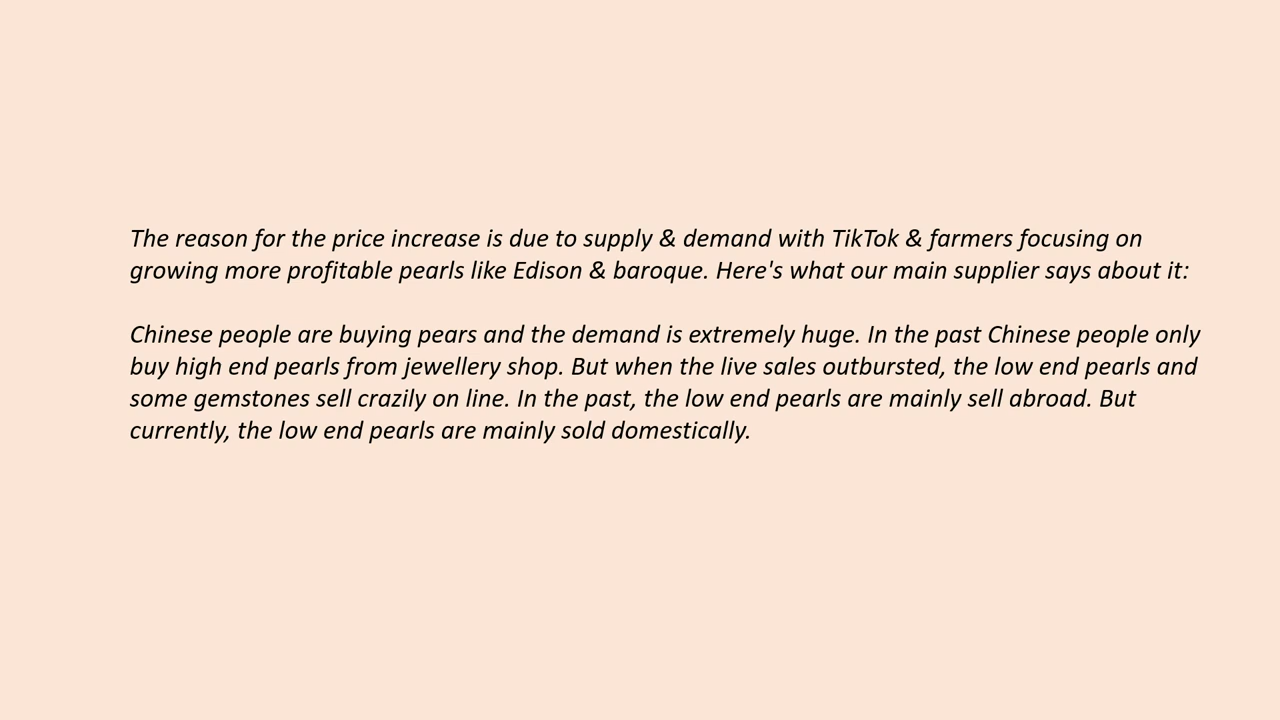 The reason for the price increase is due to supply & demand with TikTok & farmers focusing on
growing more profitable pearls like Edison & baroque. Here's what our main supplier says about it:
Chinese people are buying pears and the demand is extremely huge. In the past Chinese people only
buy high end pearls from jewellery shop. But when the live sales outbursted, the low end pearls and
some gemstones sell crazily on line. In the past, the low end pearls are mainly sell abroad. But
currently, the low end pearls are mainly sold domestically.